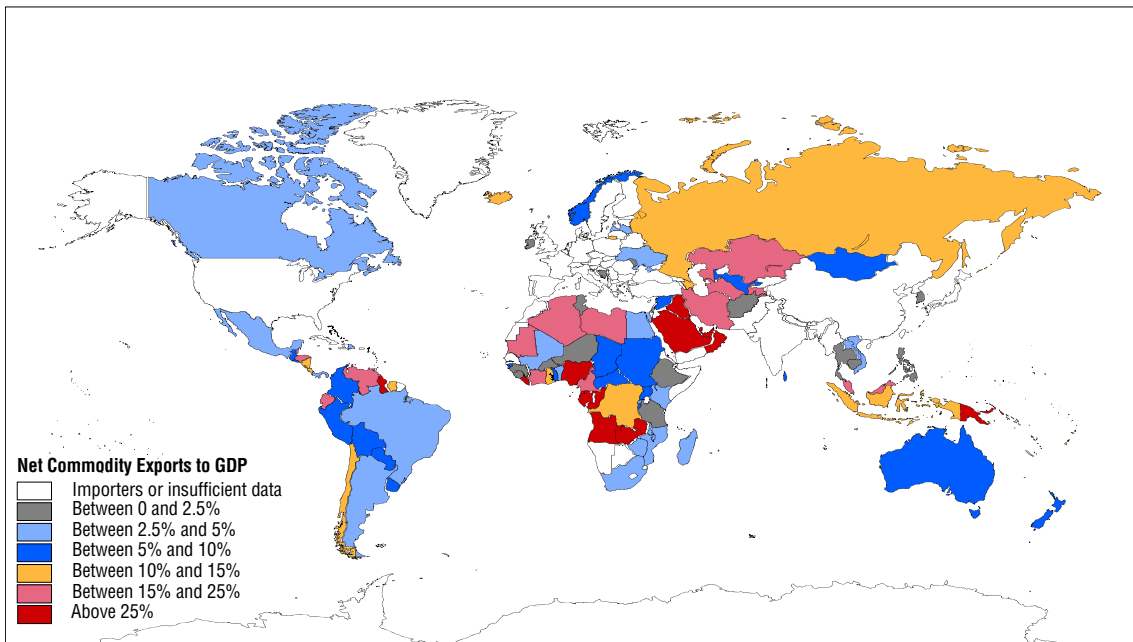 Net Commodity Exports to GDP
Importers or insufficient data
Between 0 and 2.5%
Between 2.5% and 5%
Between 5% and 10%
Between 10% and 15%
Between 15% and 25%
Above 25%